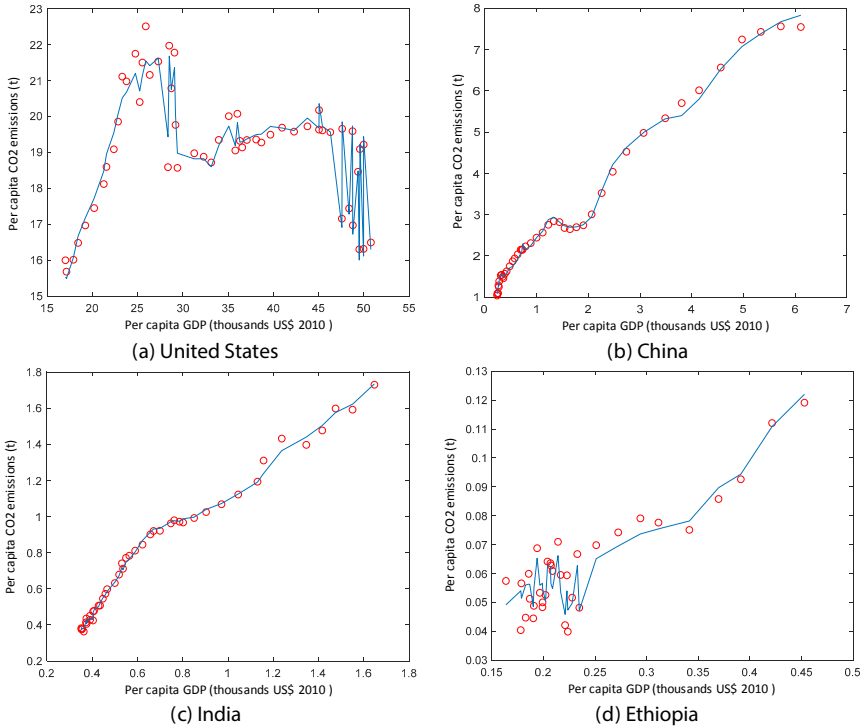 23
22
21
20
19
18
17
16
15
15 20 25 30 35 40 45 50 55
Per capita CO2 emissions (t)
Per capita GDP (thousands US$ 2010 )
(a) United States
8
7
6
5
4
3
2
1
0 1 2 3 4 5 6 7
Per capita CO2 emissions (t)
Per capita GDP (thousands US$ 2010 )
(b) China
1.8
1.6
1.4
1.2
1
0.8
0.6
0.4
0.2
0.2 0.4 0.6 0.8 1 1.2 1.4 1.6 1.8
Per capita CO2 emissions (t)
Per capita GDP (thousands US$ 2010 )
(c) India
0.13
0.12
0.11
0.1
0.09
0.08
0.07
0.06
0.05
0.04
0.03
0.15 0.2 0.25 0.3 0.35 0.4 0.45 0.5
Per capita CO2 emissions (t)
Per capita GDP (thousands US$ 2010 )
(d) Ethiopia